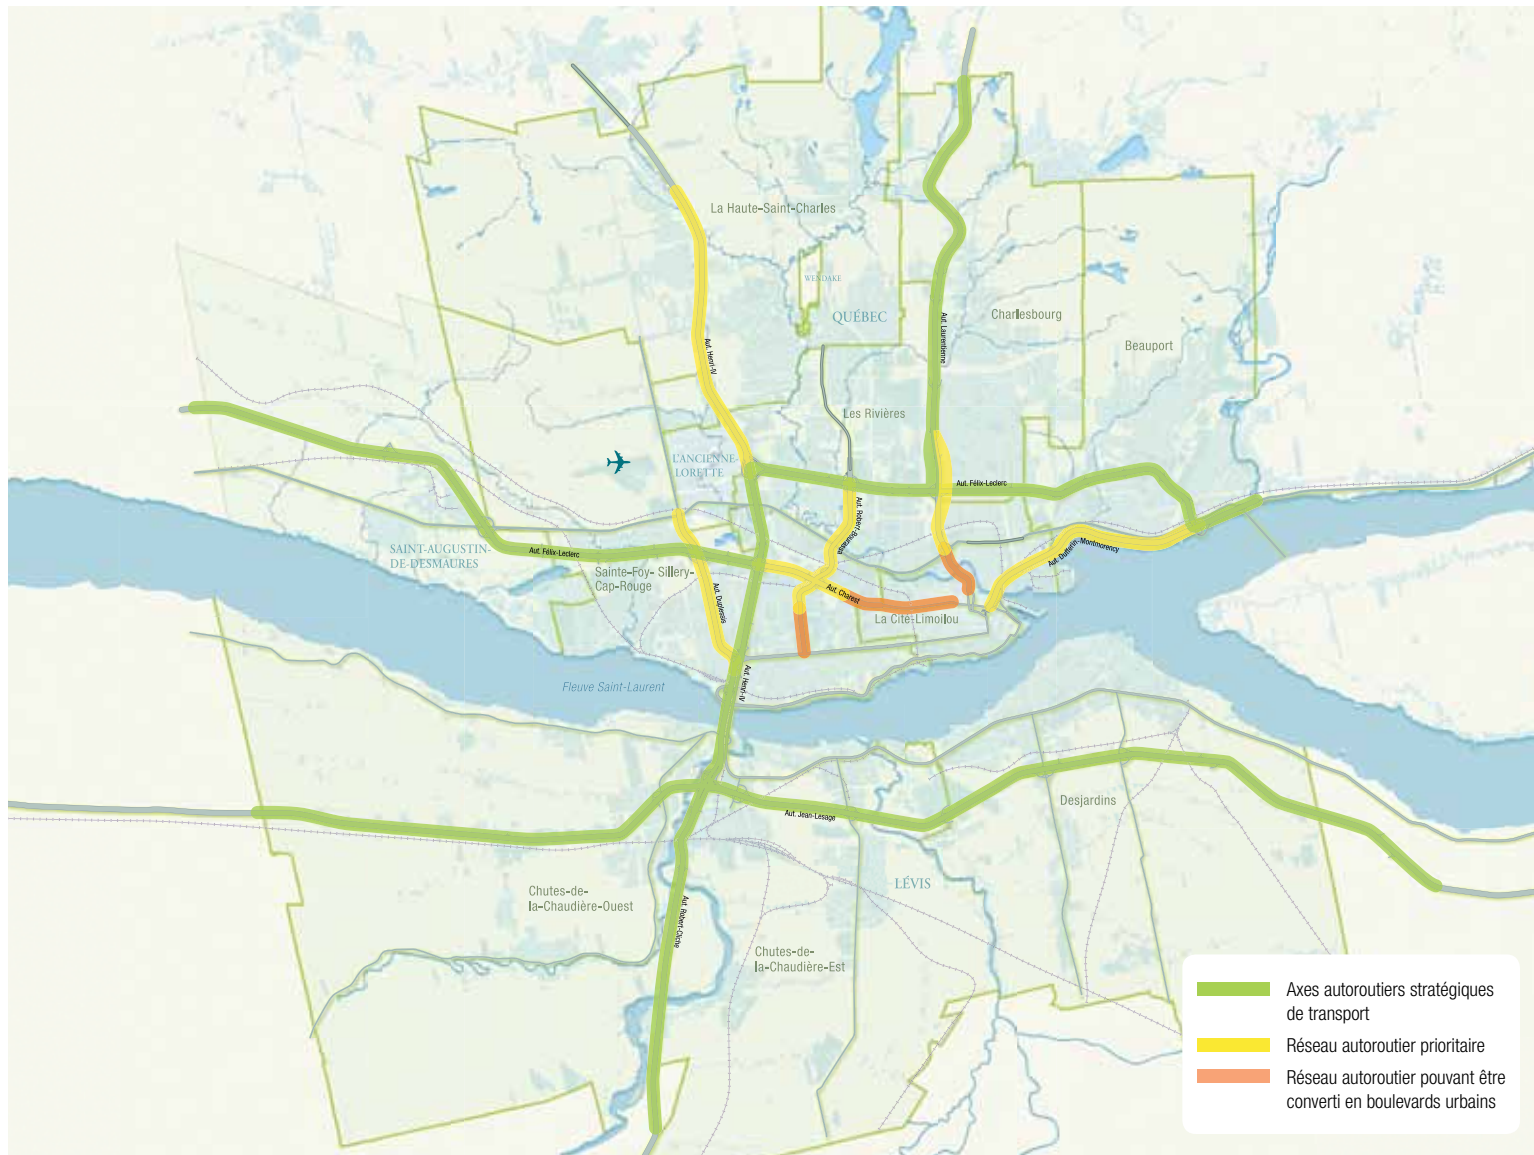 La Haute-Saint-Charles
WENDAKE
QUÉBEC
Charlesbourg
Aut. Laurentienne
Beauport
Aut. Henri-IV
Les Rivières
L'ANCIENNE-
LORETTE
Aut. Félix-Leclerc
Aut. Robert-Bourassa
SAINT-AUGUSTIN-
DE-DESMAURES
Aut. Félix-Leclerc
Aut. Dufferin-Montmorency
Sainte-Foy- Sillery-
Cap-Rouge
Aut. Duplessis
Aut. Charest
La Cité-Limoilou
Aut. Henri-IV
Fleuve Saint-Laurent
Desjardins
Aut. Jean-Lesage
LÉVIS
Chutes-de-
la-Chaudière-Ouest
Aut. Robert-Cliche
Chutes-de-
la-Chaudière-Est
Axes autoroutiers stratégiques
de transport
Réseau autoroutier prioritaire
Réseau autoroutier pouvant être
converti en boulevards urbains